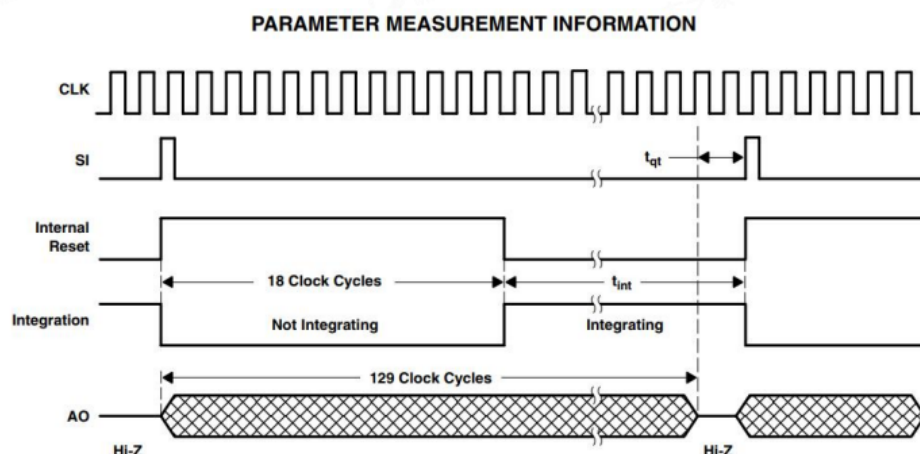 PARAMETER MEASUREMENT INFORMATION
CLK
SI
tqt
Internal
Reset
18 Clock Cycles
tint
Integration
Not Integrating
Integrating
129 Clock Cycles
AO
Hi-Z
Hi-Z